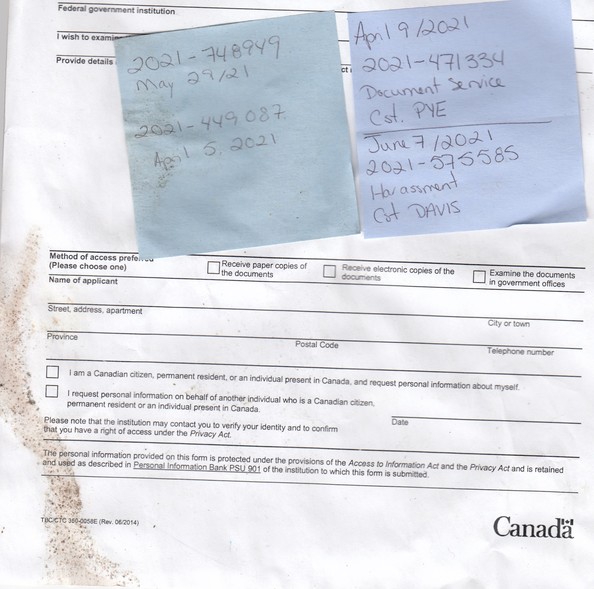 Federal government institution
I wish to examin
Provide details
ct i
2021-748949
May 29/21
2021-449087
April 5, 2021
April 9/2021
2021-471334
Document Service
Cst. PYE
June 7/2021
2021-575585
Harassment
Cst DAVIS
Method of access preferred
(Please choose one)
Receive paper copies of
the documents
Receive electronic copies of the
documents
Examine the documents
in government offices
Name of applicant
Street, address, apartment
City or town
Province
Postal Code
Telephone number
I am a Canadian citizen, permanent resident, or an individual present in Canada, and request personal information about myself.
I request personal information on behalf of another individual who is a Canadian citizen,
permanent resident or an individual present in Canada.
Please note that the institution may contact you to verify your identity and to confirm
that you have a right of access under the Privacy Act.
Date
The personal information provided on this form is protected under the provisions of the Access to Information Act and the Privacy Act and is retained
and used as described in Personal Information Bank PSU 901 of the institution to which this form is submitted.
TBC/CTC 350-0058E (Rev. 06/2014)
Canada